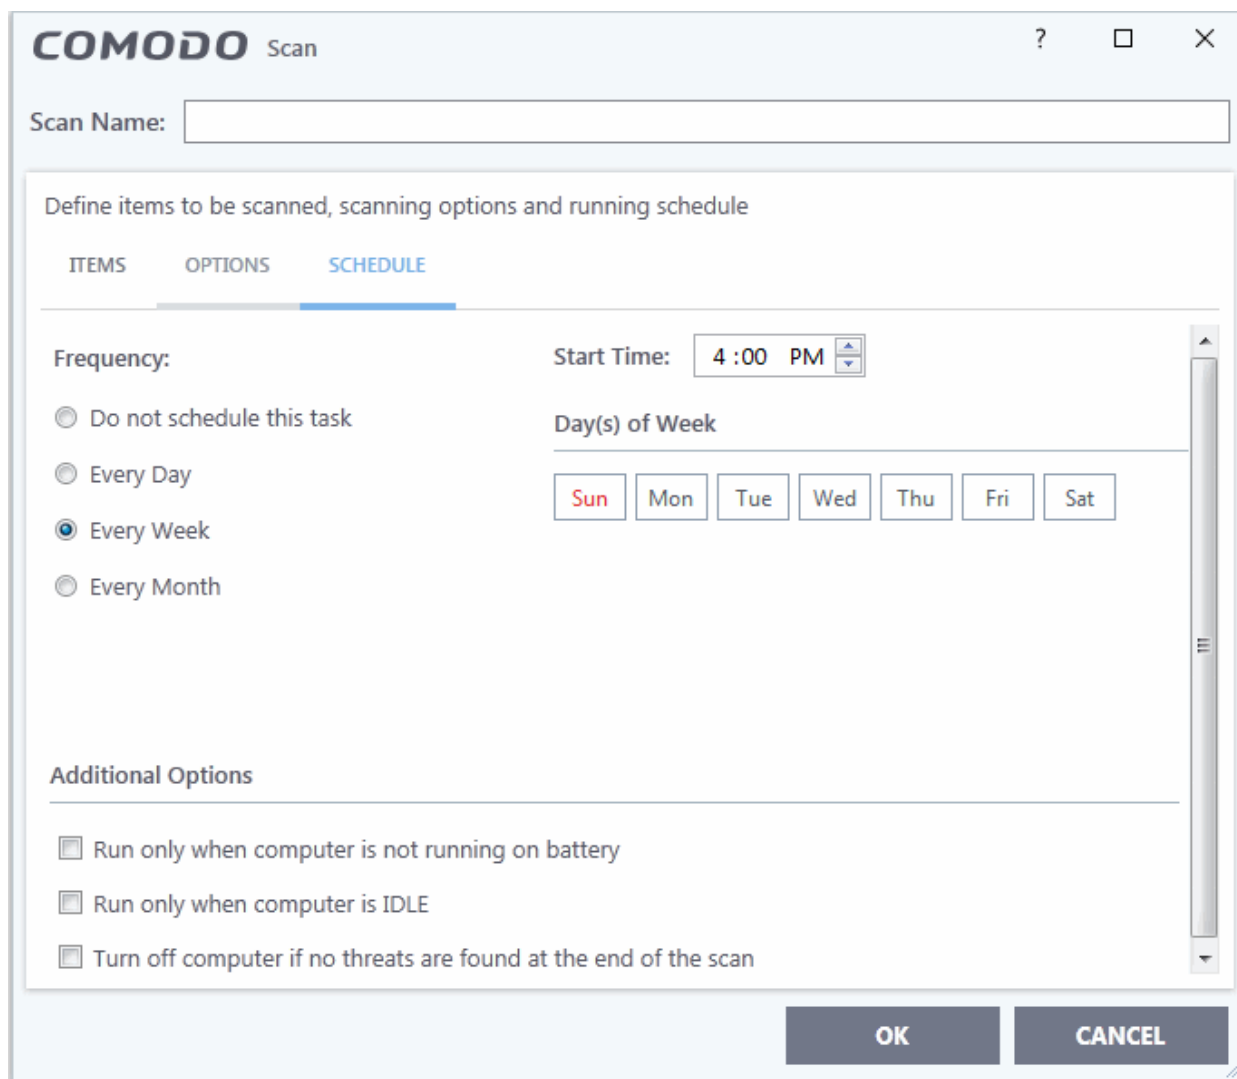 COMODO Scan ?
Scan Name:
Define items to be scanned, scanning options and running schedule
ITEMS OPTIONS SCHEDULE
Frequency:
Start Time: 4 :00 PM
Do not schedule this task
Day(s) of Week
Every Day
Sun Mon Tue Wed Thu Fri Sat
Every Week
Every Month
Additional Options
Run only when computer is not running on battery
Run only when computer is IDLE
Turn off computer if no threats are found at the end of the scan
OK CANCEL